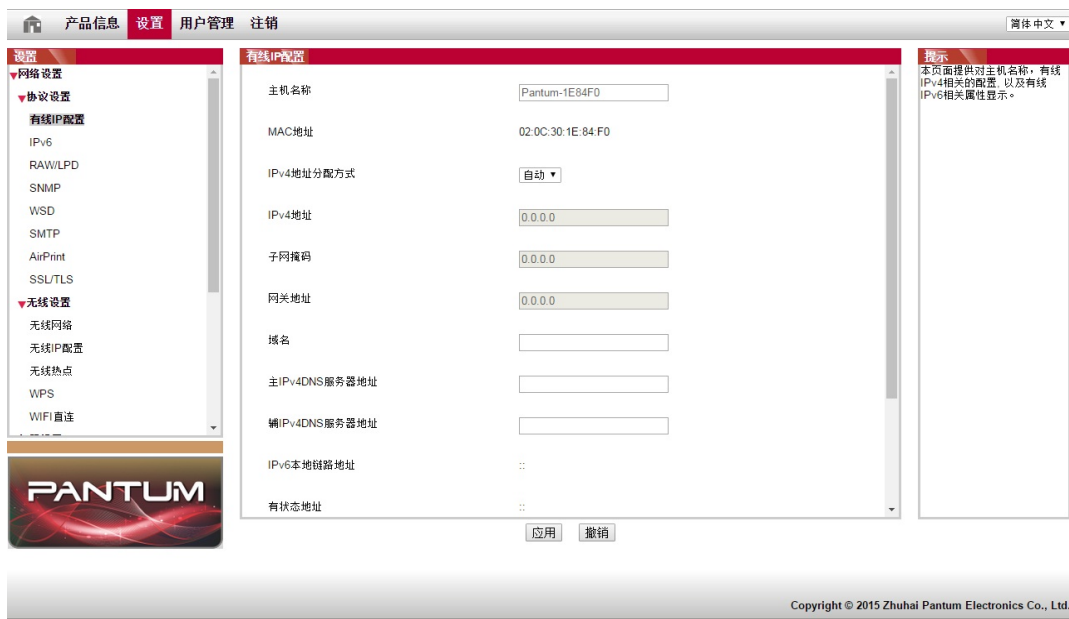 产品信息 设置 用户管理 注销
简体中文
设置
网络设置
协议设置
有线IP配置
IPv6
RAW/LPD
SNMP
WSD
SMTP
AirPrint
SSL/TLS
无线设置
无线网络
无线IP配置
无线热点
WPS
WIFI直连
PANTUM
有线IP配置
主机名称 Pantum-1E84F0
MAC地址 02:0C:30:1E:84:F0
IPv4地址分配方式 自动
IPv4地址 0.0.0.0
子网掩码 0.0.0.0
网关地址 0.0.0.0
域名
主IPv4DNS服务器地址
辅IPv4DNS服务器地址
IPv6本地链路地址 ::
有状态地址 ::
应用 撤销
提示
本页面提供对主机名称，有线
IPv4相关的配置, 以及有线
IPv6相关属性显示。
Copyright © 2015 Zhuhai Pantum Electronics Co., Ltd.